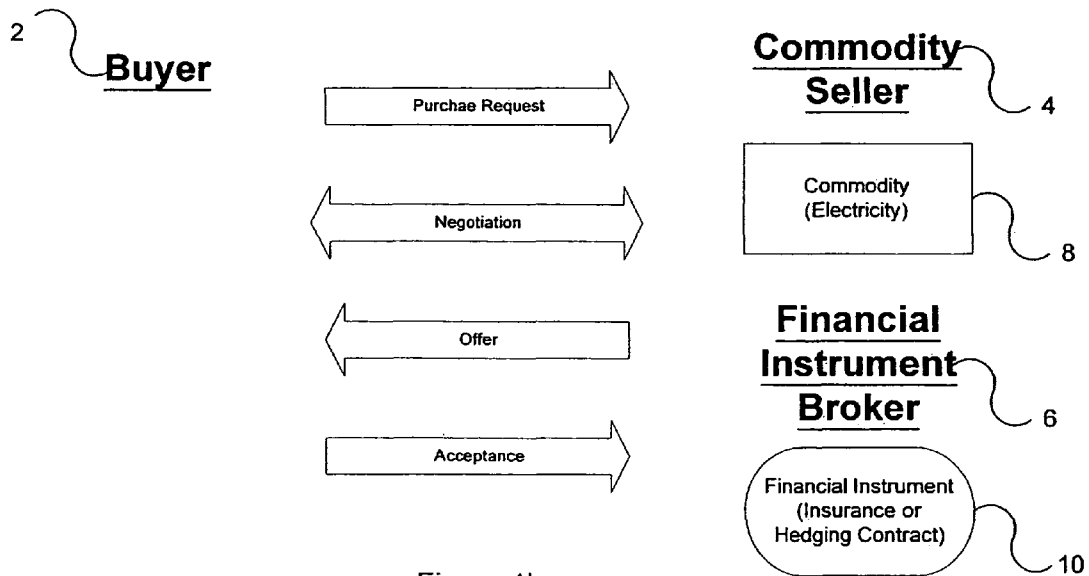 2
Buyer
Purchae Request
Negotiation
Offer
Acceptance
Commodity
Seller
4
Commodity
(Electricity)
8
Financial
Instrument
Broker
6
Financial Instrument
(Insurance or
Hedging Contract)
10
Figure